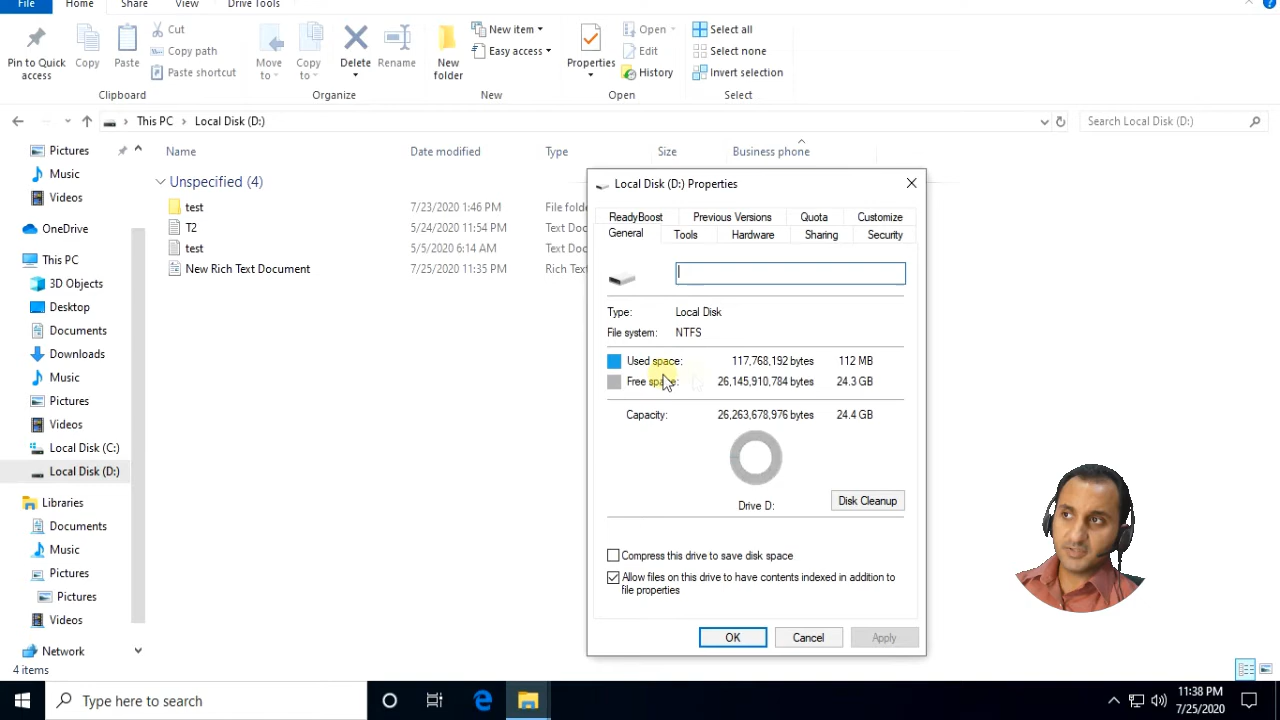 File Home Share View Drive Tools
Pin to Quick access
Copy
Paste
Cut
Copy path
Paste shortcut
Clipboard
Move to
Copy to
Delete
Rename
Organize
New folder
New item
Easy access
New
Properties
Open
Edit
History
Open
Select all
Select none
Invert selection
Select
This PC Local Disk (D:)
Search Local Disk (D:)
Name Date modified Type Size Business phone
Unspecified (4)
test 7/23/2020 1:46 PM File folde
T2 5/24/2020 11:54 PM Text Doc
test 5/5/2020 6:14 AM Text Doc
New Rich Text Document 7/25/2020 11:35 PM Rich Tex
Pictures
Music
Videos
OneDrive
This PC
3D Objects
Desktop
Documents
Downloads
Music
Pictures
Videos
Local Disk (C:)
Local Disk (D:)
Libraries
Documents
Music
Pictures
Pictures
Videos
Network
4 items
Local Disk (D:) Properties
ReadyBoost Previous Versions Quota Customize
General Tools Hardware Sharing Security
Type: Local Disk
File system: NTFS
Used space: 117,768,192 bytes 112 MB
Free space: 26,145,910,784 bytes 24.3 GB
Capacity: 26,263,678,976 bytes 24.4 GB
Drive D:
Disk Cleanup
Compress this drive to save disk space
Allow files on this drive to have contents indexed in addition to
file properties
OK Cancel Apply
Type here to search
11:38 PM
7/25/2020